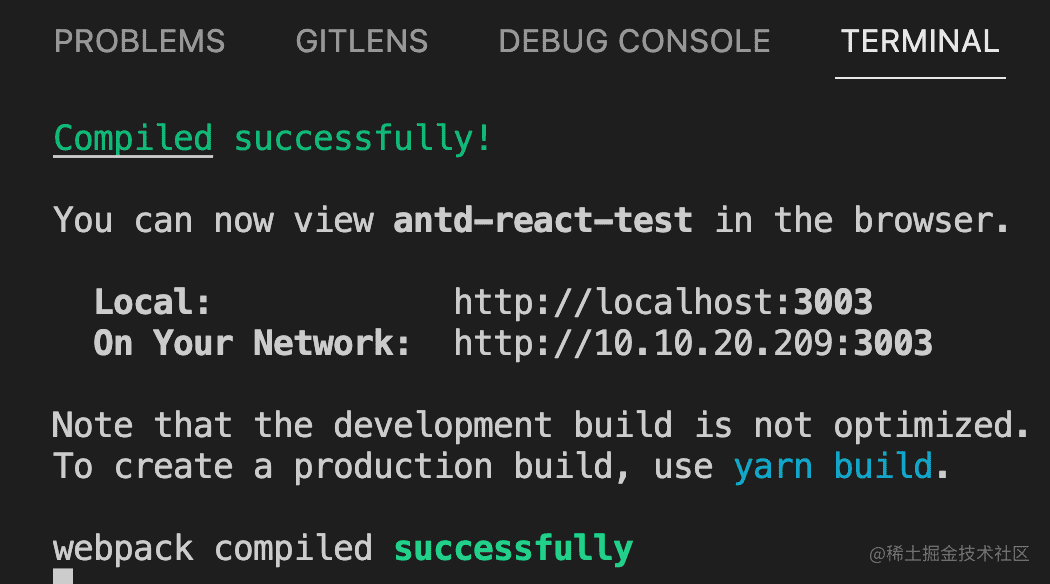 PROBLEMS GITLENS DEBUG CONSOLE TERMINAL
Compiled successfully!
You can now view antd-react-test in the browser.
Local: http://localhost:3003
On Your Network: http://10.10.20.209:3003
Note that the development build is not optimized.
To create a production build, use yarn build.
webpack compiled successfully
@稀土掘金技术社区